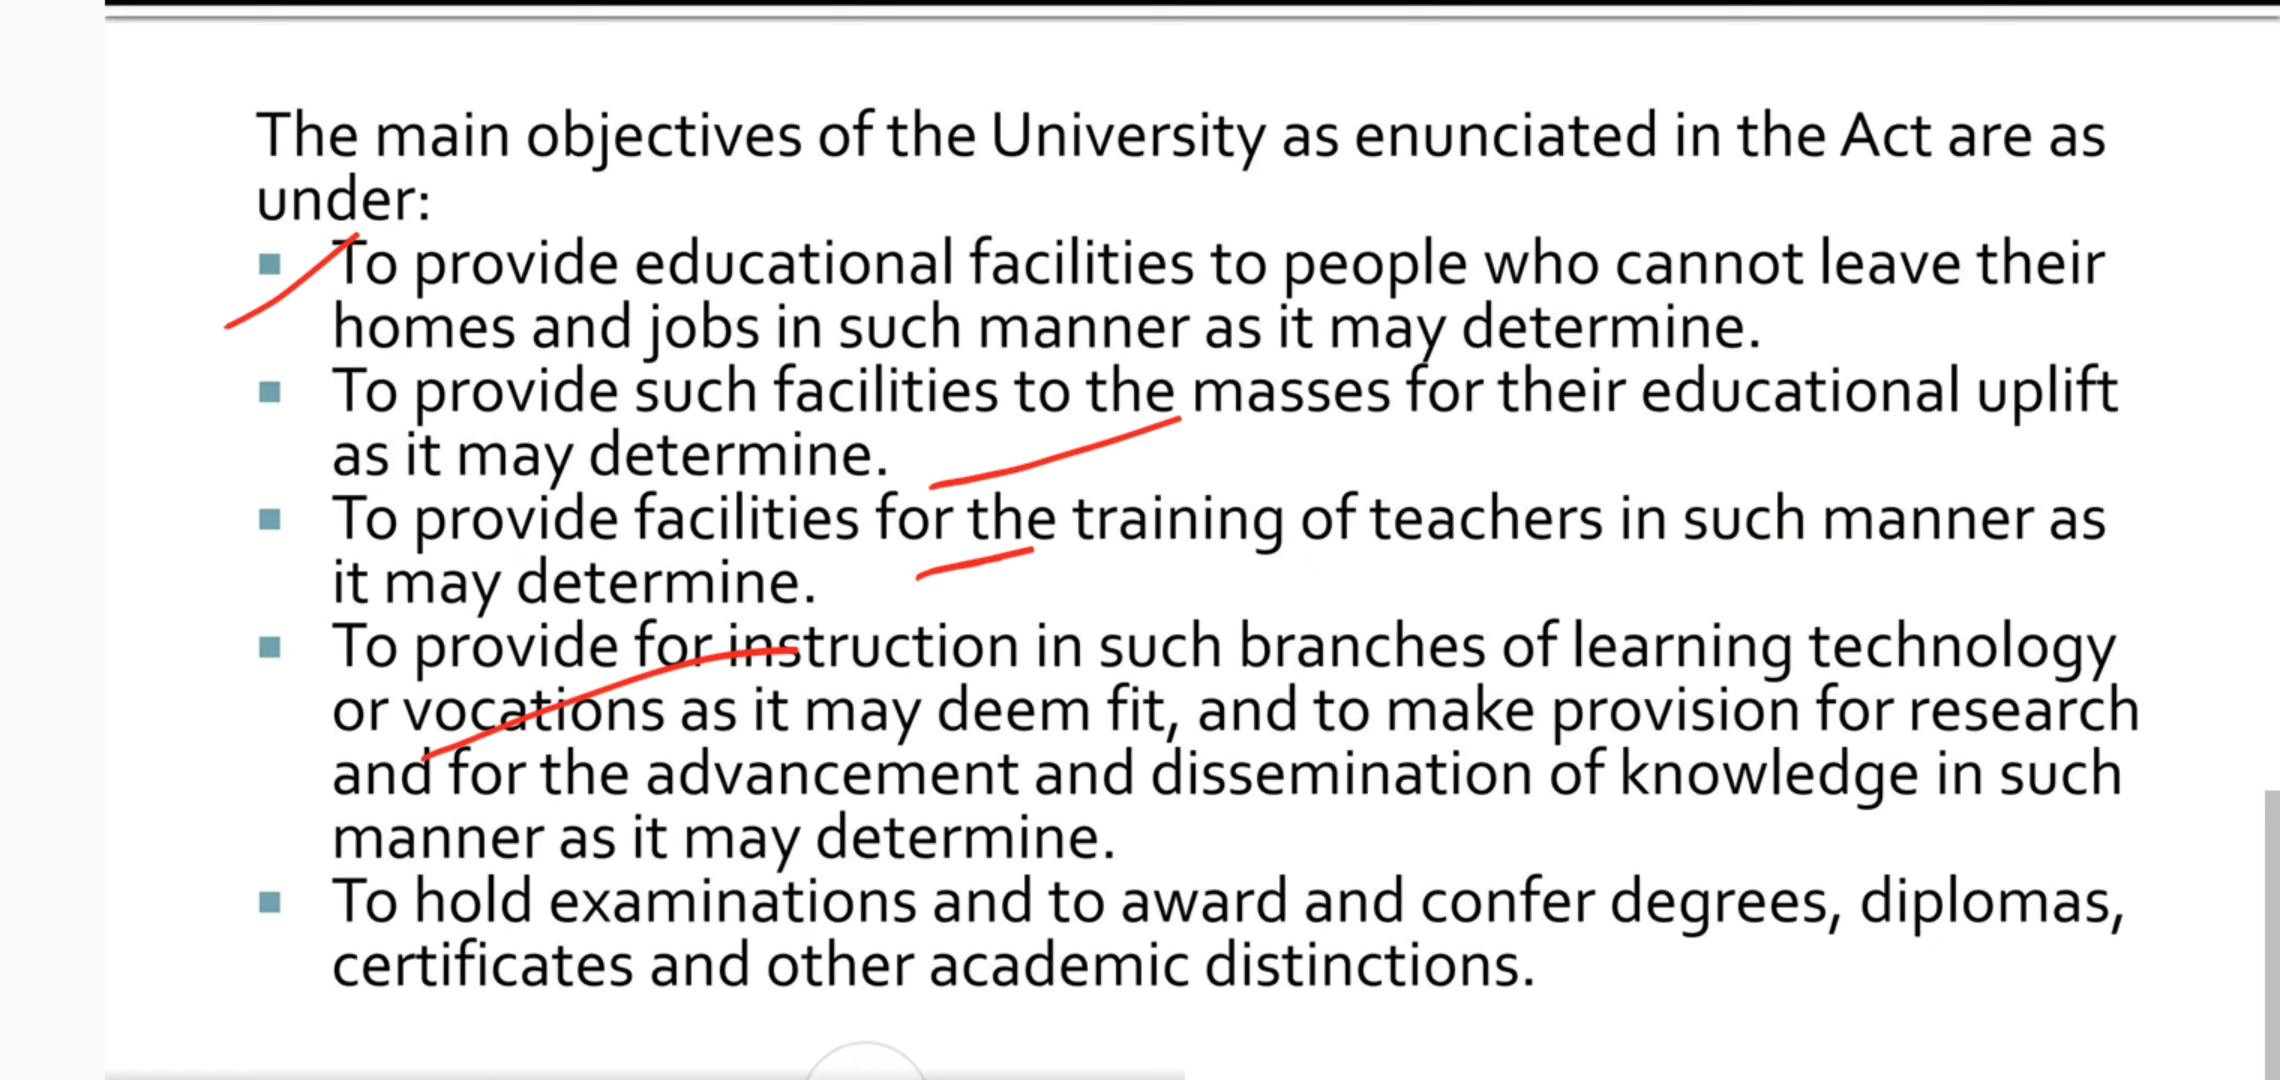 The main objectives of the University as enunciated in the Act are as
under:
To provide educational facilities to people who cannot leave their
homes and jobs in such manner as it may determine.
To provide such facilities to the masses for their educational uplift
as it may determine.
To provide facilities for the training of teachers in such manner as
it may determine.
To provide for instruction in such branches of learning technology
or vocations as it may deem fit, and to make provision for research
and for the advancement and dissemination of knowledge in such
manner as it may determine.
To hold examinations and to award and confer degrees, diplomas,
certificates and other academic distinctions.